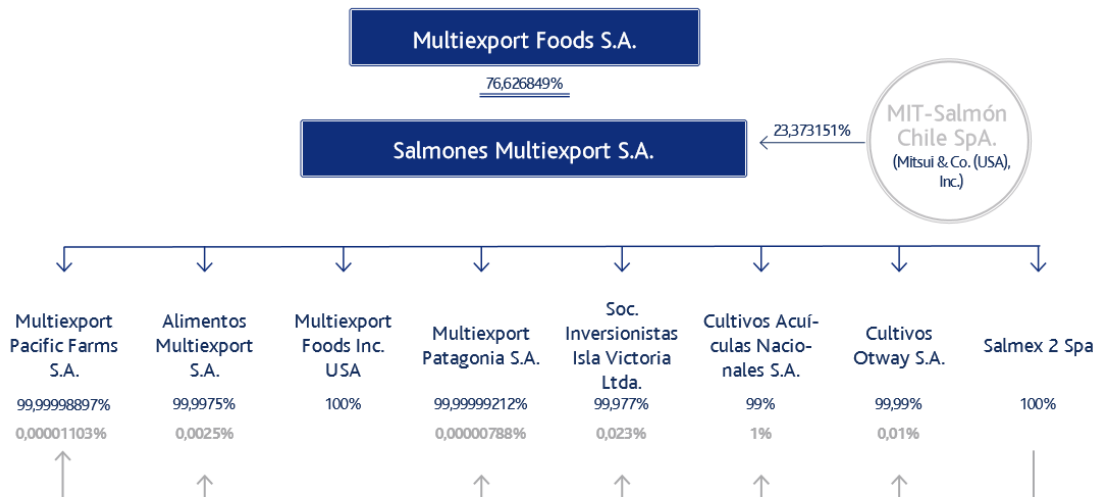 Multiexport Foods S.A.
76,626849%
Salmones Multiexport S.A.
23,373151%
MIT-Salmón
Chile SpA.
(Mitsui & Co. (USA),
Inc.)
Multiexport
Pacific Farms
S.A.
99,99998897%
0,00001103%
Alimentos
Multiexport
S.A.
99,9975%
0,0025%
Multiexport
Foods Inc.
USA
100%
Multiexport
Patagonia S.A.
99,99999212%
0,00000788%
Soc.
Inversionistas
Isla Victoria
Ltda.
99,977%
0,023%
Cultivos Acuí-
culas Nacio-
nales S.A.
99%
1%
Cultivos
Otway S.A.
99,99%
0,01%
Salmex 2 Spa
100%